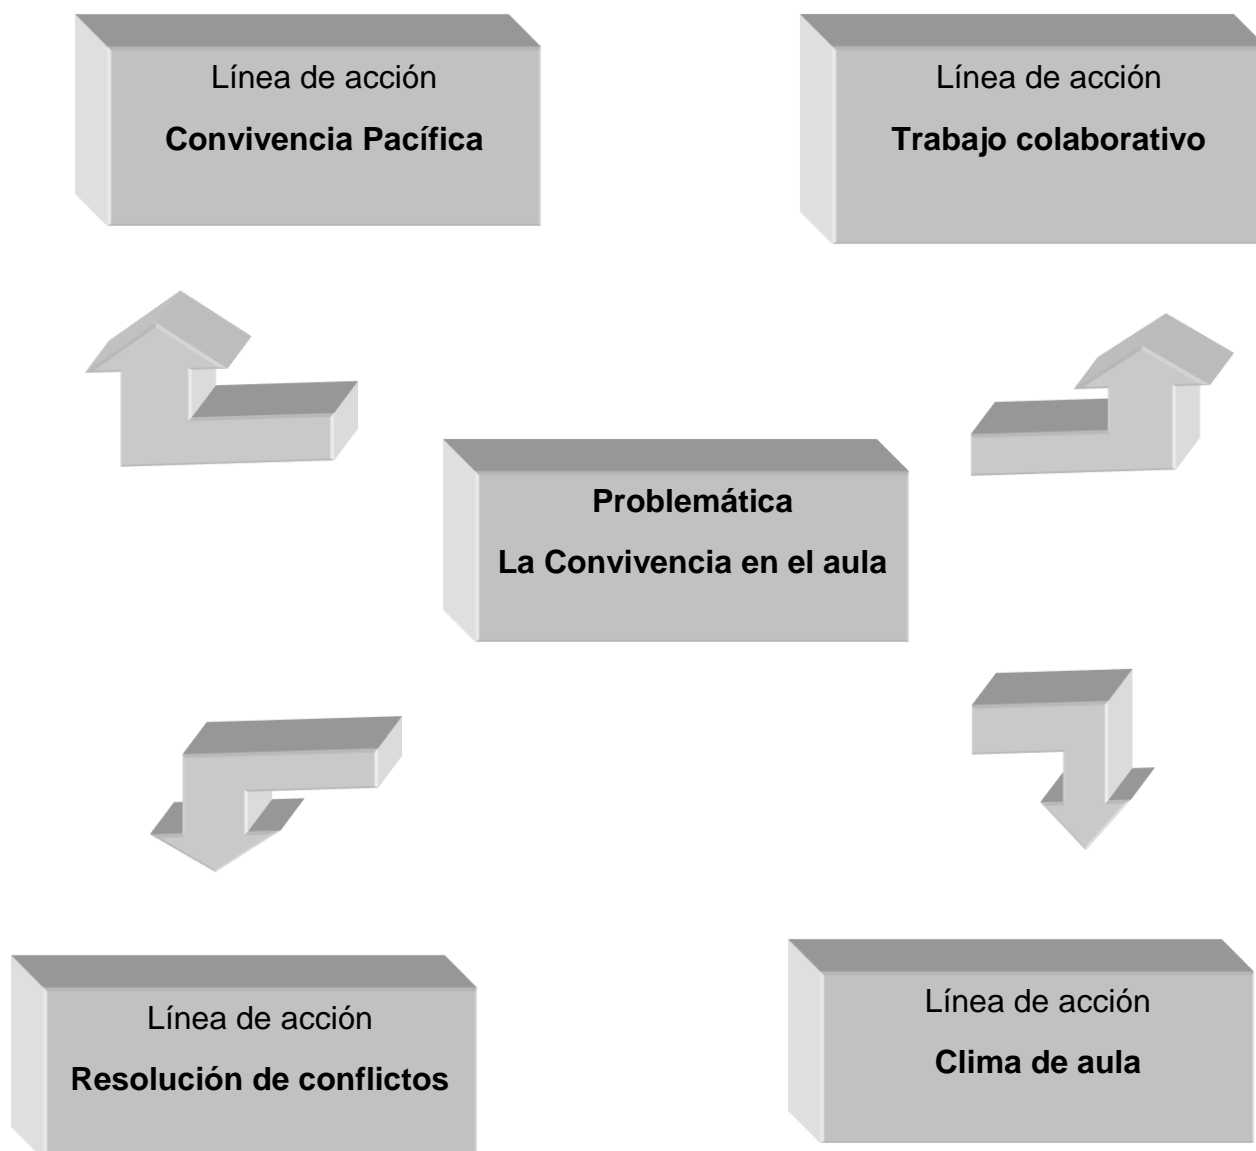 Línea de acción
Convivencia Pacífica
Línea de acción
Trabajo colaborativo
Problemática
La Convivencia en el aula
Línea de acción
Resolución de conflictos
Línea de acción
Clima de aula